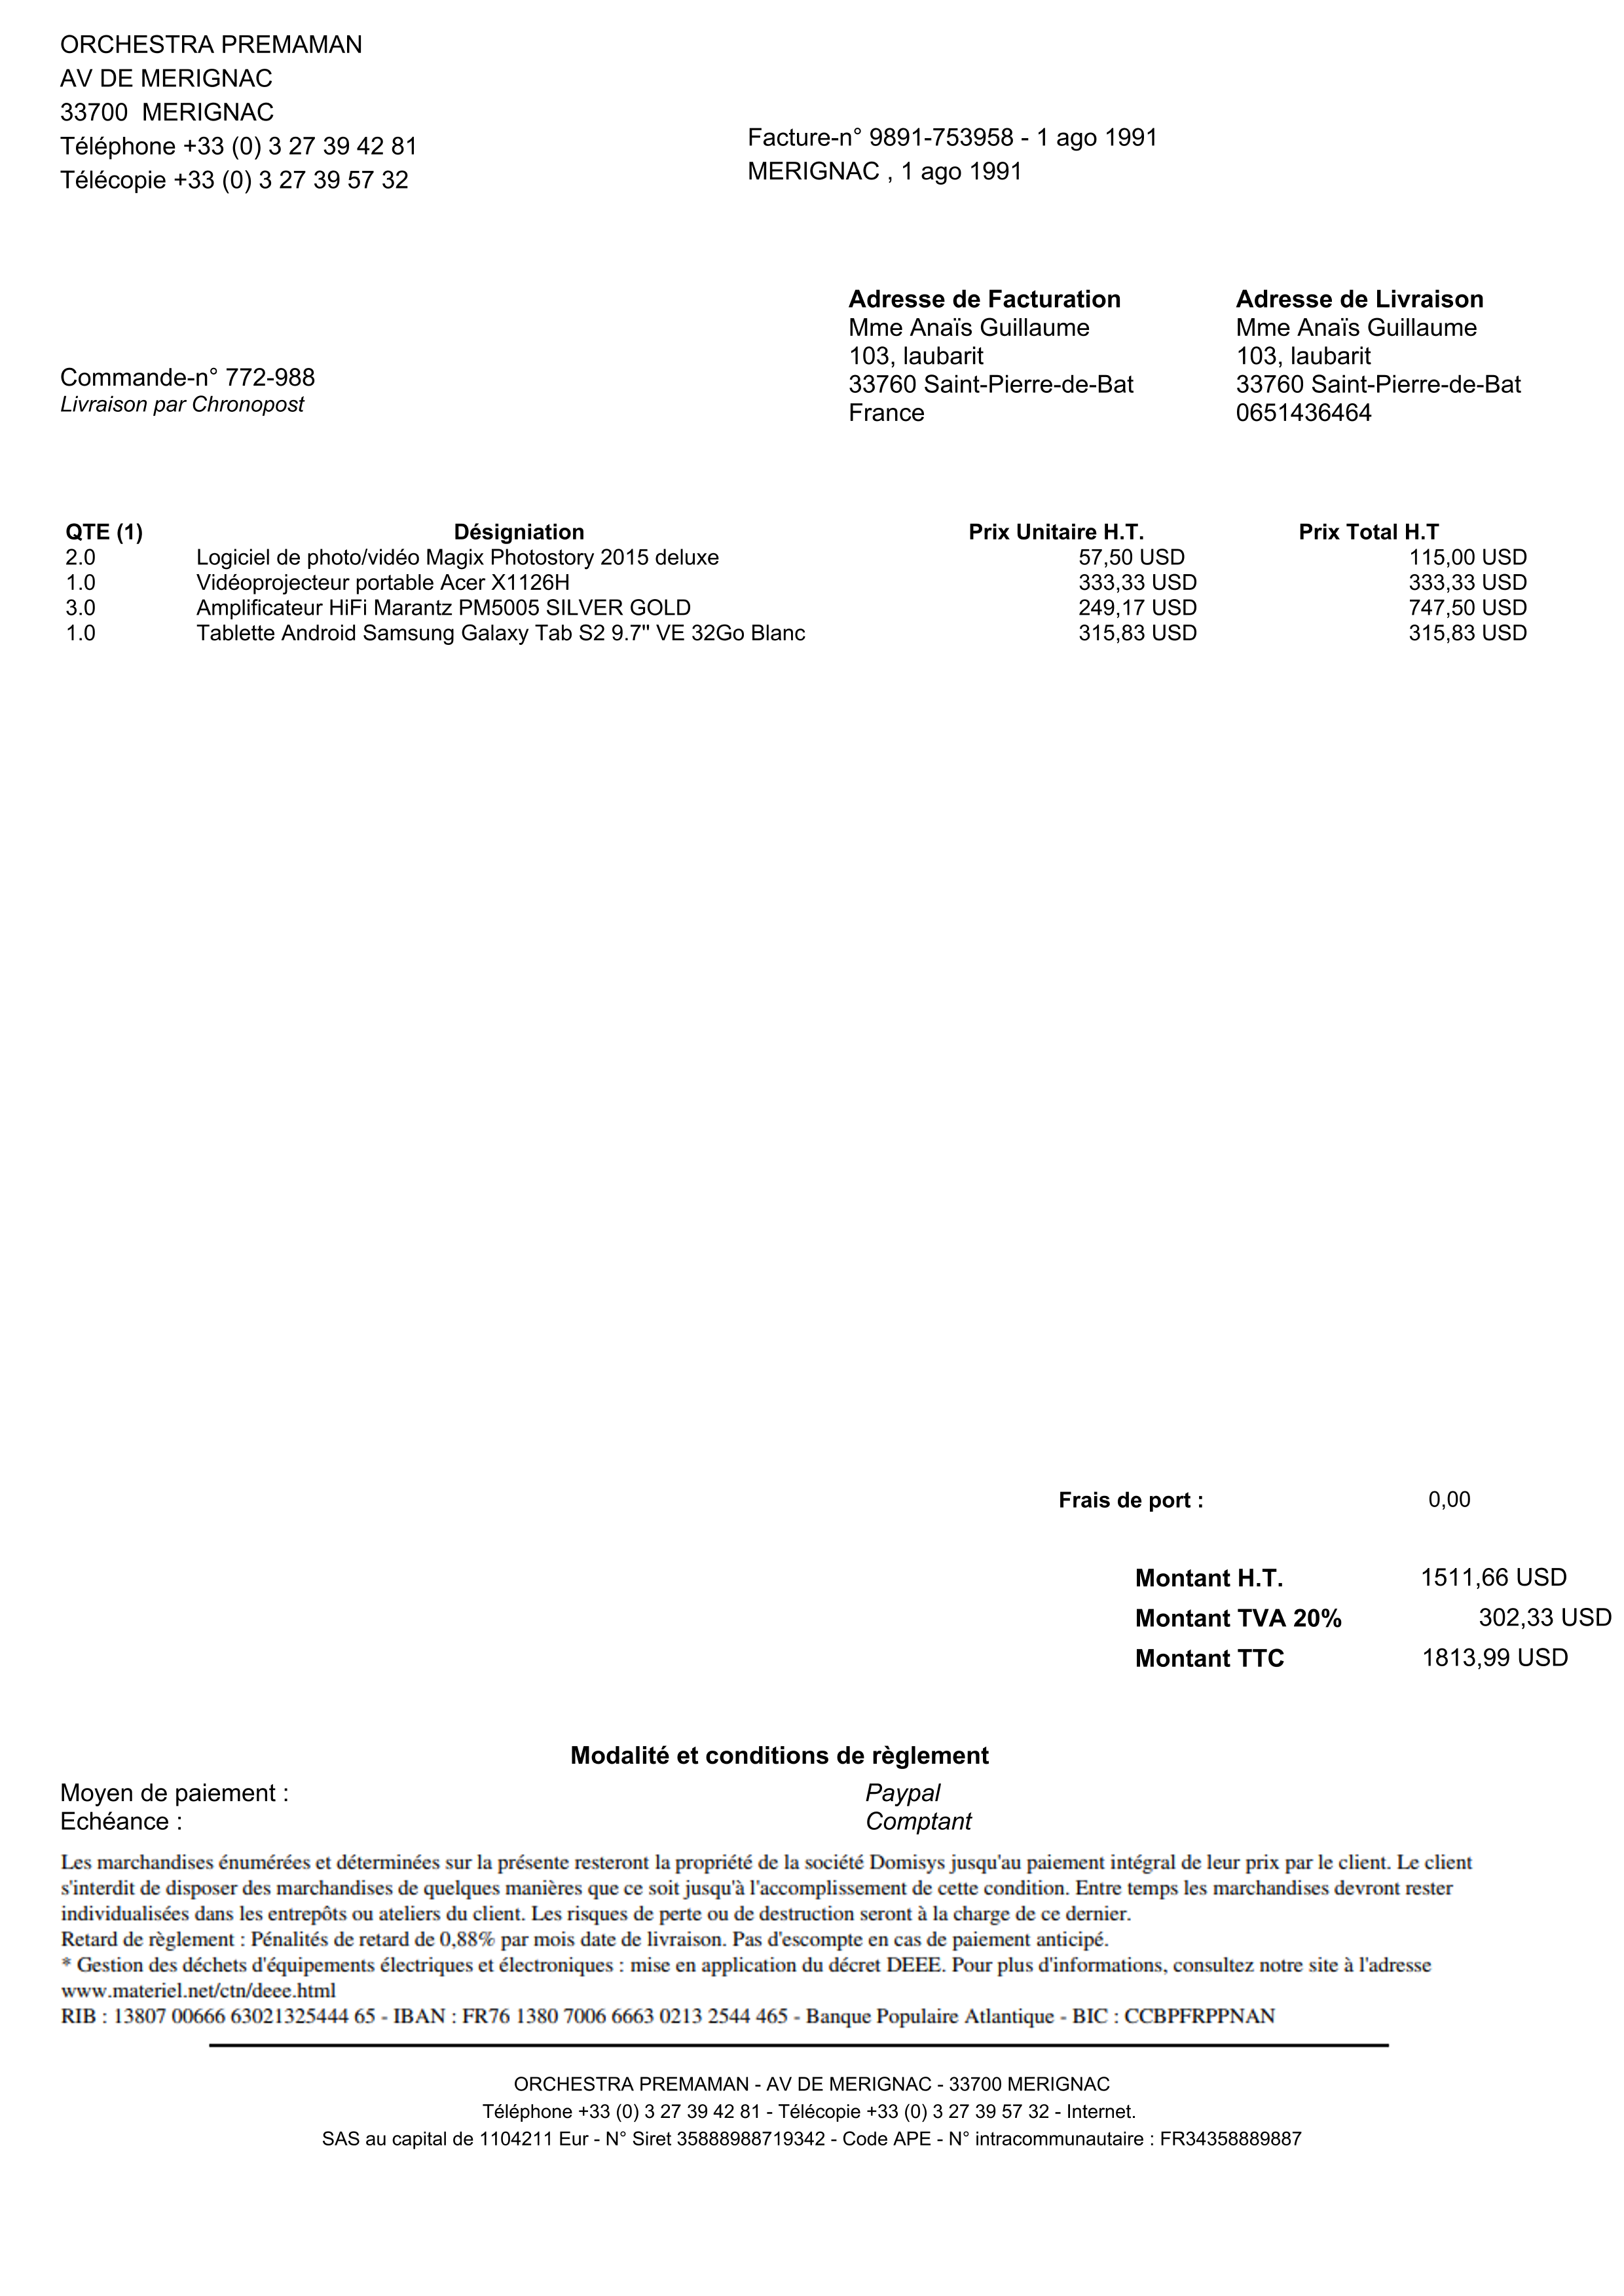 ORCHESTRA PREMAMAN
AV DE MERIGNAC
33700  MERIGNAC
Téléphone +33 (0) 3 27 39 42 81
Télécopie +33 (0) 3 27 39 57 32
Facture-n° 9891-753958 - 1 ago 1991
MERIGNAC , 1 ago 1991
Commande-n° 772-988
Livraison par Chronopost
Adresse de Facturation
Mme Anaïs Guillaume
103, laubarit
33760 Saint-Pierre-de-Bat
France
Adresse de Livraison
Mme Anaïs Guillaume
103, laubarit
33760 Saint-Pierre-de-Bat
0651436464
QTE (1) Désigniation Prix Unitaire H.T. Prix Total H.T
2.0 Logiciel de photo/vidéo Magix Photostory 2015 deluxe 57,50 USD 115,00 USD
1.0 Vidéoprojecteur portable Acer X1126H 333,33 USD 333,33 USD
3.0 Amplificateur HiFi Marantz PM5005 SILVER GOLD 249,17 USD 747,50 USD
1.0 Tablette Android Samsung Galaxy Tab S2 9.7" VE 32Go Blanc 315,83 USD 315,83 USD
Frais de port : 0,00
Montant H.T. 1511,66 USD
Montant TVA 20% 302,33 USD
Montant TTC 1813,99 USD
Modalité et conditions de règlement
Moyen de paiement : Paypal
Echéance : Comptant
Les marchandises énumérées et déterminées sur la présente resteront la propriété de la société Domisys jusqu'au paiement intégral de leur prix par le client. Le client
s'interdit de disposer des marchandises de quelques manières que ce soit jusqu'à l'accomplissement de cette condition. Entre temps les marchandises devront rester
individualisées dans les entrepôts ou ateliers du client. Les risques de perte ou de destruction seront à la charge de ce dernier.
Retard de règlement : Pénalités de retard de 0,88% par mois date de livraison. Pas d'escompte en cas de paiement anticipé.
* Gestion des déchets d'équipements électriques et électroniques : mise en application du décret DEEE. Pour plus d'informations, consultez notre site à l'adresse
www.materiel.net/ctn/deee.html
RIB : 13807 00666 63021325444 65 - IBAN : FR76 1380 7006 6663 0213 2544 465 - Banque Populaire Atlantique - BIC : CCBPFRPPNAN
ORCHESTRA PREMAMAN - AV DE MERIGNAC - 33700 MERIGNAC
Téléphone +33 (0) 3 27 39 42 81 - Télécopie +33 (0) 3 27 39 57 32 - Internet.
SAS au capital de 1104211 Eur - N° Siret 35888988719342 - Code APE - N° intracommunautaire : FR34358889887